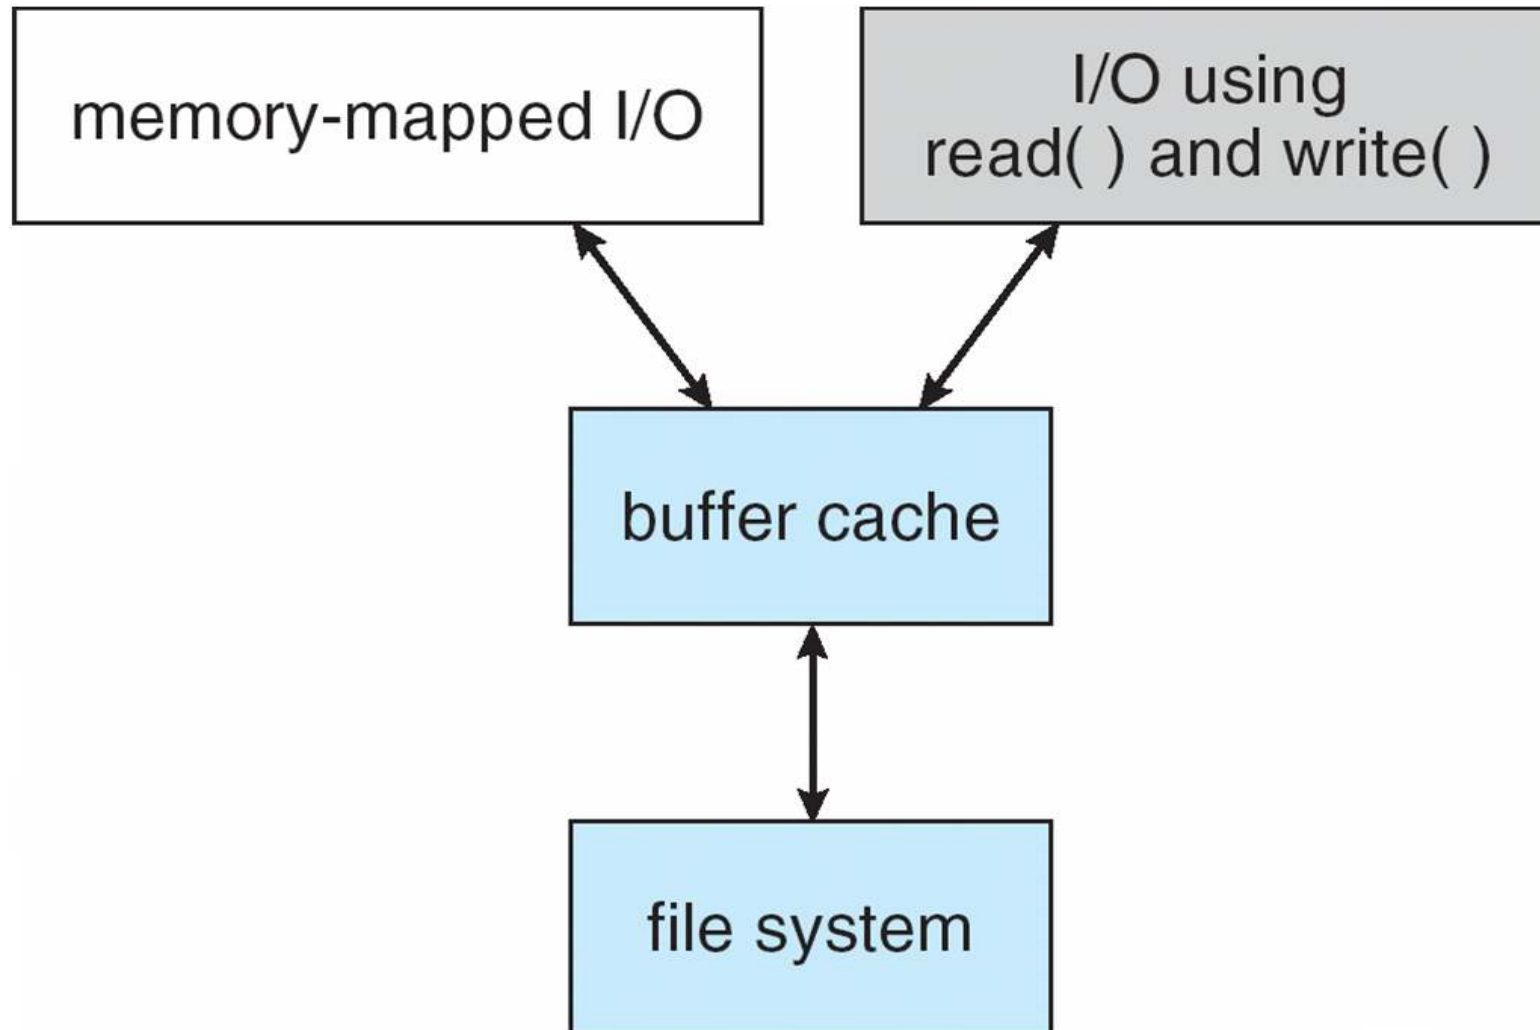 memory-mapped I/O
I/O using
read( ) and write( )
buffer cache
file system